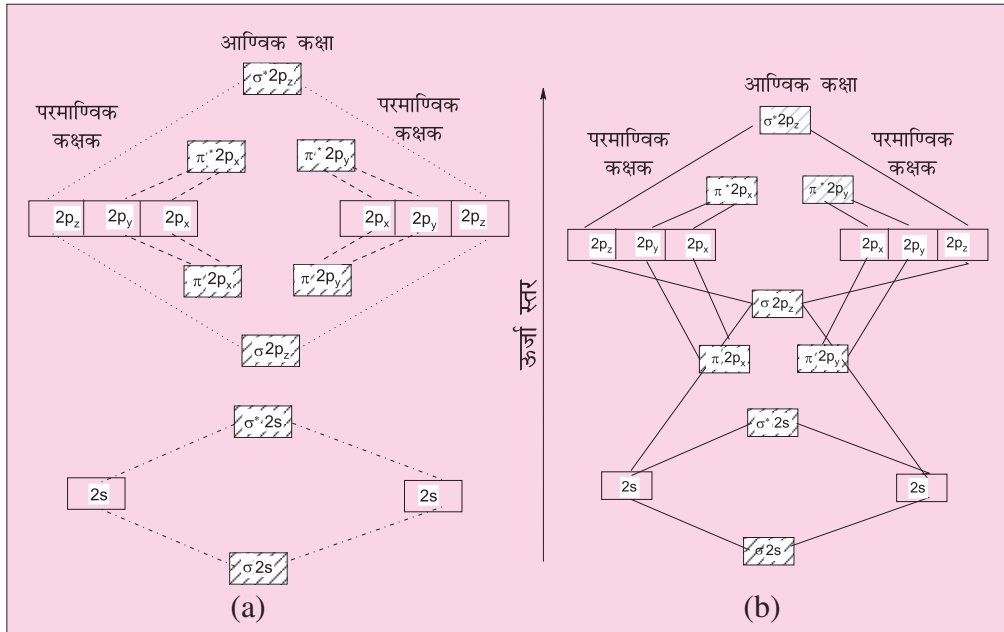 आण्विक कक्षा
σ*2pz
परमाण्विक
कक्षक
परमाण्विक
कक्षक
π*2px
π*2py
2pz 2py 2px
2px 2py 2pz
π2px
π2py
σ2pz
σ*2s
2s
2s
σ2s
(a)
ऊर्जा स्तर
आण्विक कक्षा
σ*2pz
परमाण्विक
कक्षक
परमाण्विक
कक्षक
π*2px
π*2py
2pz 2py 2px
2px 2py 2pz
σ2pz
π2px
π2py
σ*2s
2s
2s
σ2s
(b)